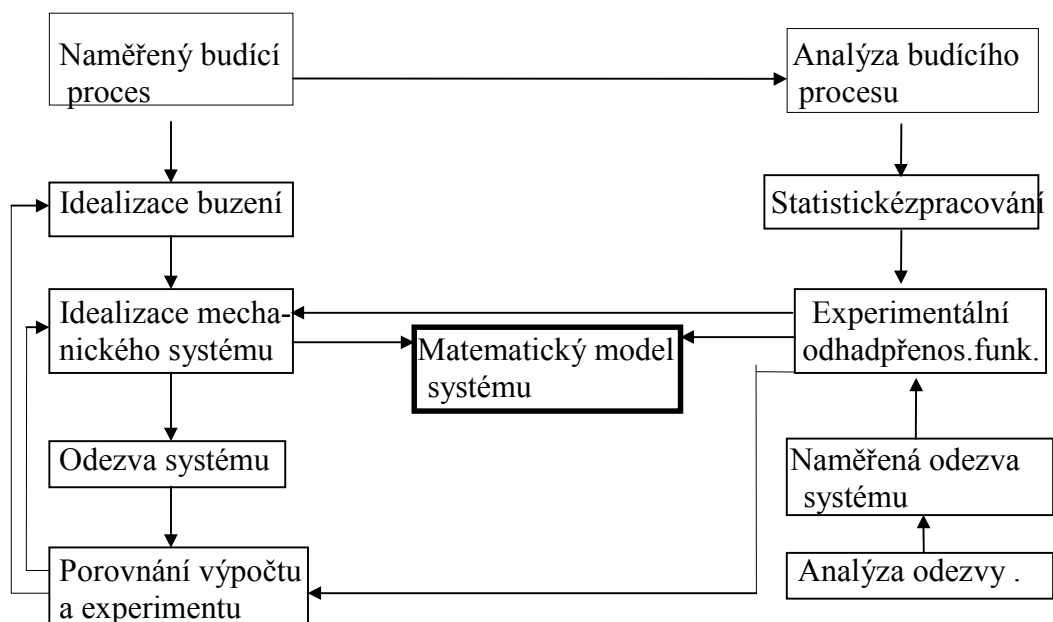 Naměřený budící
proces
Analýza budícího
procesu
Idealizace buzení
Statistickézpracování
Idealizace mecha-
nického systému
Matematický model
systému
Experimentální
odhadpřenos.funk.
Odezva systému
Naměřená odezva
systému
Porovnání výpočtu
a experimentu
Analýza odezvy .